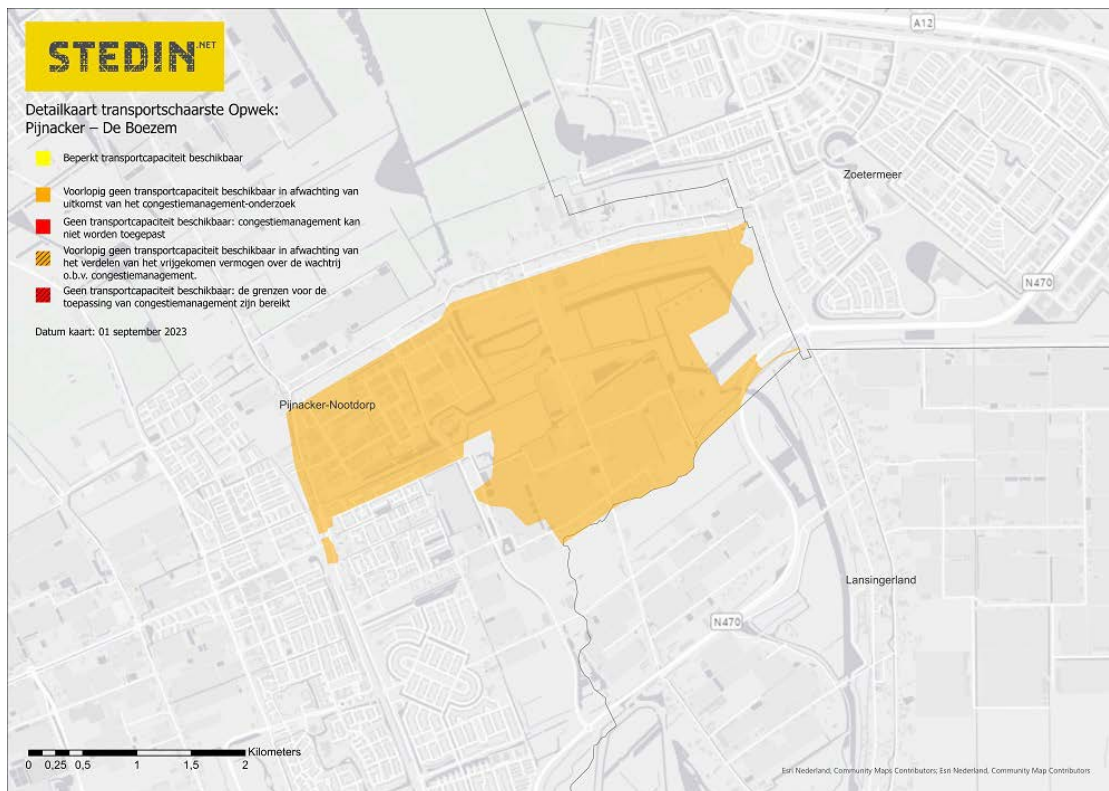 STEDIN.NET
Detailkaart transportschaarste Opwek:
Pijnacker – De Boezem
Beperkt transportcapaciteit beschikbaar
Voorlopig geen transportcapaciteit beschikbaar in afwachting van
uitkomst van het congestiemanagement-onderzoek
Geen transportcapaciteit beschikbaar: congestiemanagement kan
niet worden toegepast
Voorlopig geen transportcapaciteit beschikbaar in afwachting van
het verdelen van het vrijgekomen vermogen over de wachtrij
o.b.v. congestiemanagement.
Geen transportcapaciteit beschikbaar: de grenzen voor de
toepassing van congestiemanagement zijn bereikt
Datum kaart: 01 september 2023
A12
Zoetermeer
N470
Pijnacker-Nootdorp
Lansingerland
N470
Kilometers
0 0,25 0,5 1 1,5 2
Esri Nederland, Community Maps Contributors; Esri Nederland, Community Map Contributors